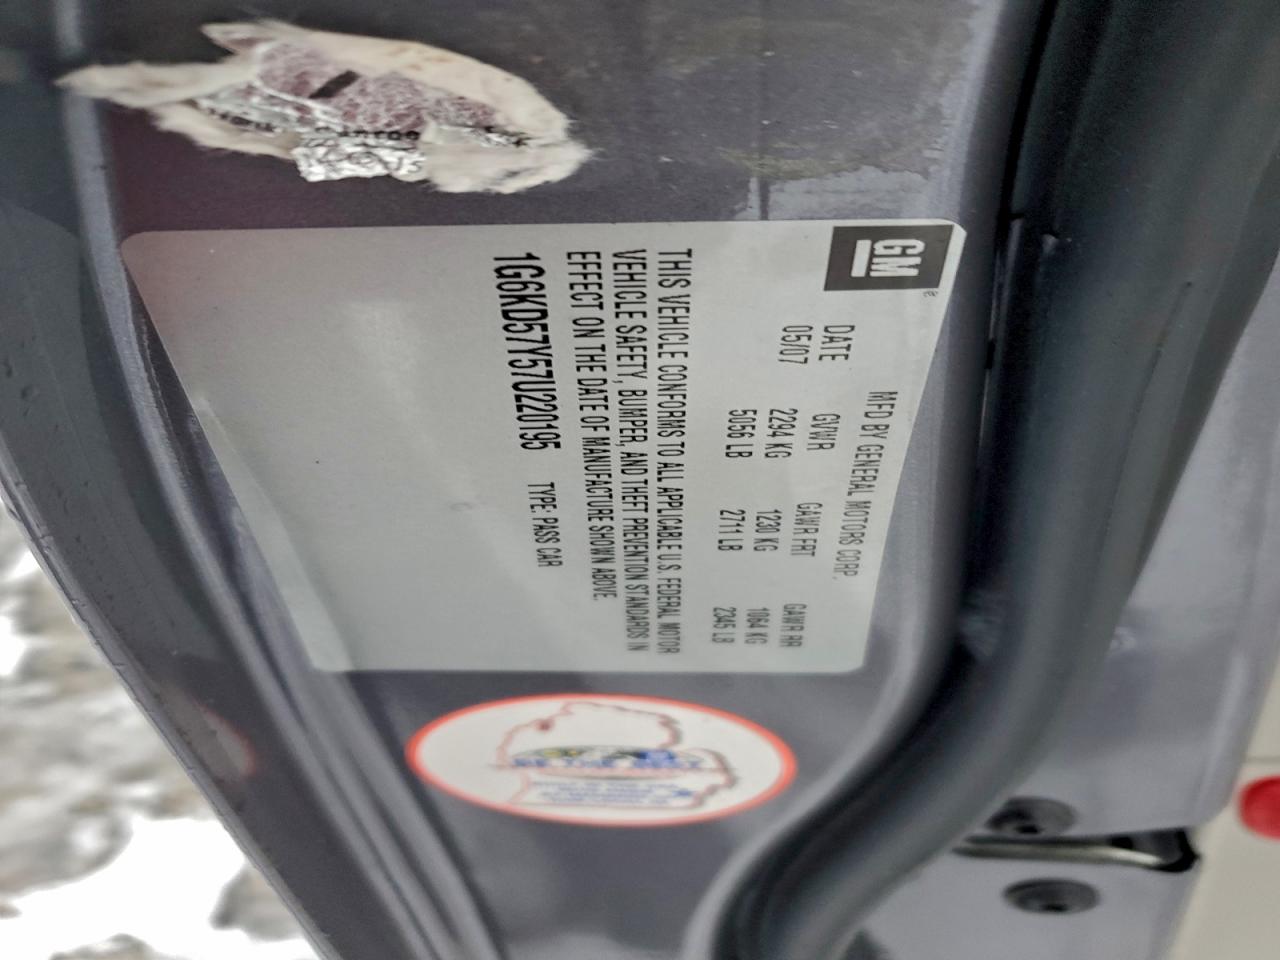 GM
®
MFD BY GENERAL MOTORS CORP.
DATE GVWR GAWR FRT GAWR RR
05/07 2294 KG 1230 KG 1064 KG
5056 LB 2711 LB 2345 LB
THIS VEHICLE CONFORMS TO ALL APPLICABLE U.S. FEDERAL MOTOR
VEHICLE SAFETY, BUMPER, AND THEFT PREVENTION STANDARDS IN
EFFECT ON THE DATE OF MANUFACTURE SHOWN ABOVE.
1G6KD57Y57U220195 TYPE: PASS CAR